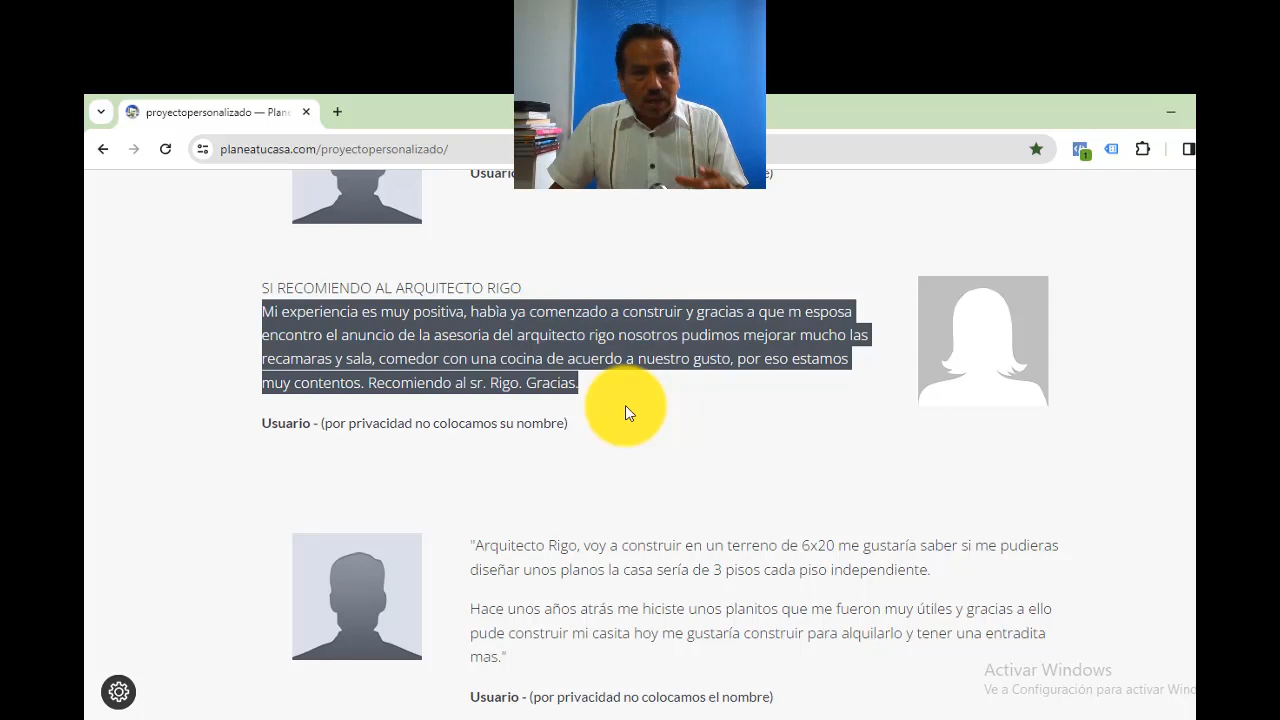 proyectopersonalizado — Plane
planeatucasa.com/proyectopersonalizado/
1
Usuario
e)
SI RECOMIENDO AL ARQUITECTO RIGO
Mi experiencia es muy positiva, habìa ya comenzado a construir y gracias a que m esposa
encontro el anuncio de la asesoria del arquitecto rigo nosotros pudimos mejorar mucho las
recamaras y sala, comedor con una cocina de acuerdo a nuestro gusto, por eso estamos
muy contentos. Recomiendo al sr. Rigo. Gracias.
Usuario - (por privacidad no colocamos su nombre)
"Arquitecto Rigo, voy a construir en un terreno de 6x20 me gustaría saber si me pudieras
diseñar unos planos la casa sería de 3 pisos cada piso independiente.
Hace unos años atrás me hiciste unos planitos que me fueron muy útiles y gracias a ello
pude construir mi casita hoy me gustaría construir para alquilarlo y tener una entradita
mas."
Usuario - (por privacidad no colocamos el nombre)
Activar Windows
Ve a Configuración para activar Wind